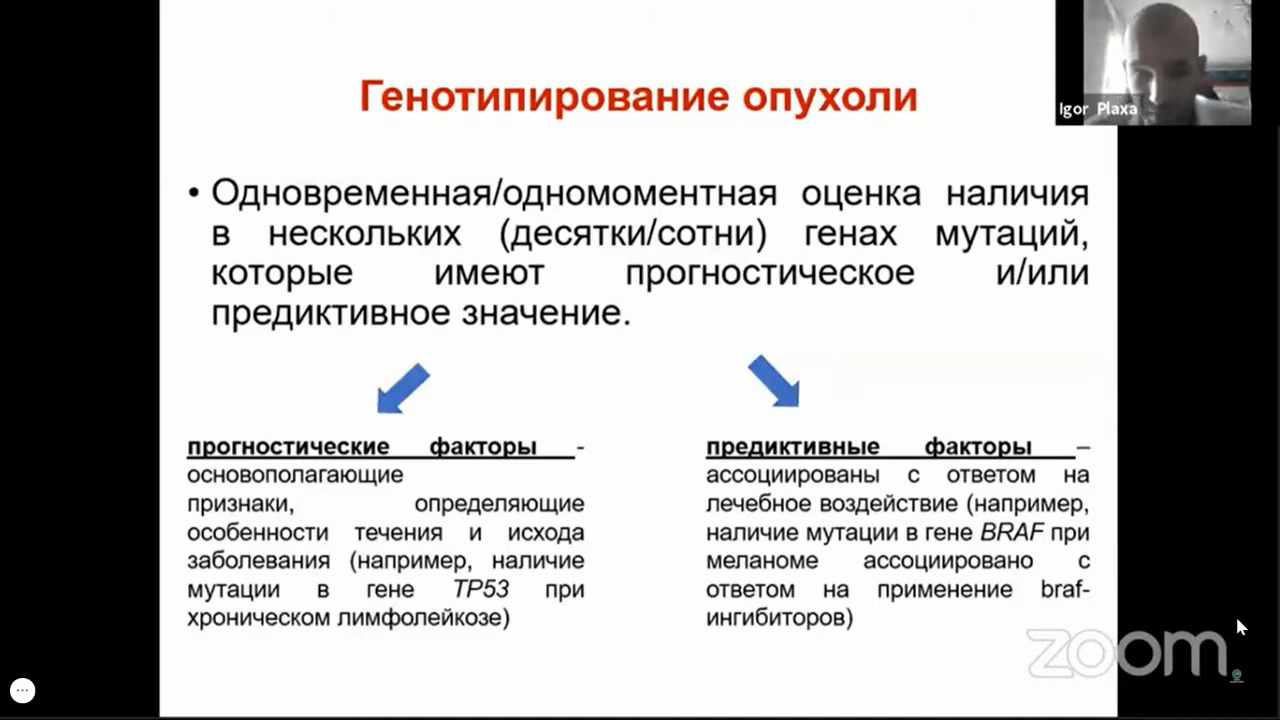 Генотипирование опухоли
Igor Plaxa
• Одновременная/одномоментная оценка наличия
в нескольких (десятки/сотни) генах мутаций,
которые имеют прогностическое и/или
предиктивное значение.
прогностические факторы -
основополагающие
признаки, определяющие
особенности течения и исхода
заболевания (например, наличие
мутации в гене TP53 при
хроническом лимфолейкозе)
предиктивные факторы –
ассоциированы с ответом на
лечебное воздействие (например,
наличие мутации в гене BRAF при
меланоме ассоциировано с
ответом на применение braf-
ингибиторов)
zoom